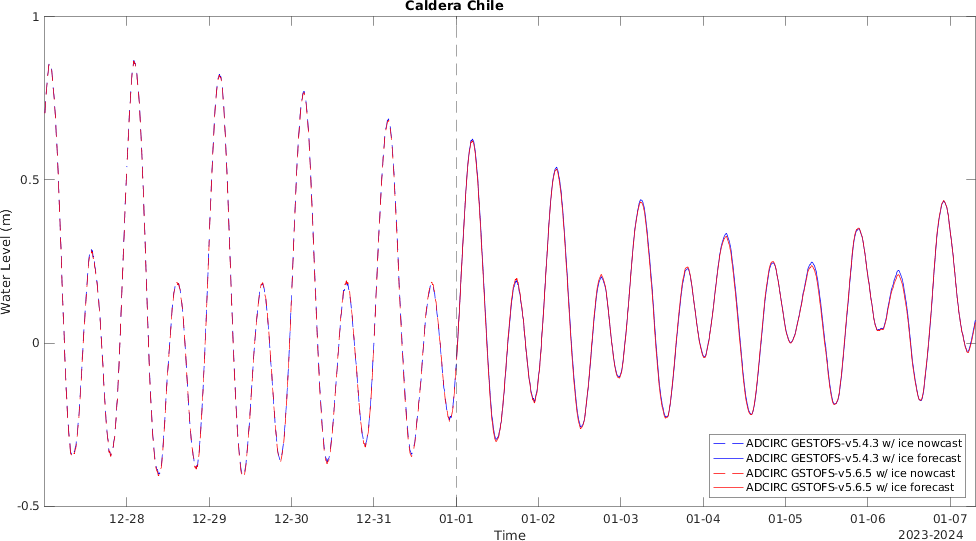 Caldera Chile
1
0.5
0
-0.5
Water Level (m)
12-28 12-29 12-30 12-31 01-01 01-02 01-03 01-04 01-05 01-06 01-07
Time
2023-2024
ADCIRC GESTOFS-v5.4.3 w/ ice nowcast
ADCIRC GESTOFS-v5.4.3 w/ ice forecast
ADCIRC GSTOFS-v5.6.5 w/ ice nowcast
ADCIRC GSTOFS-v5.6.5 w/ ice forecast